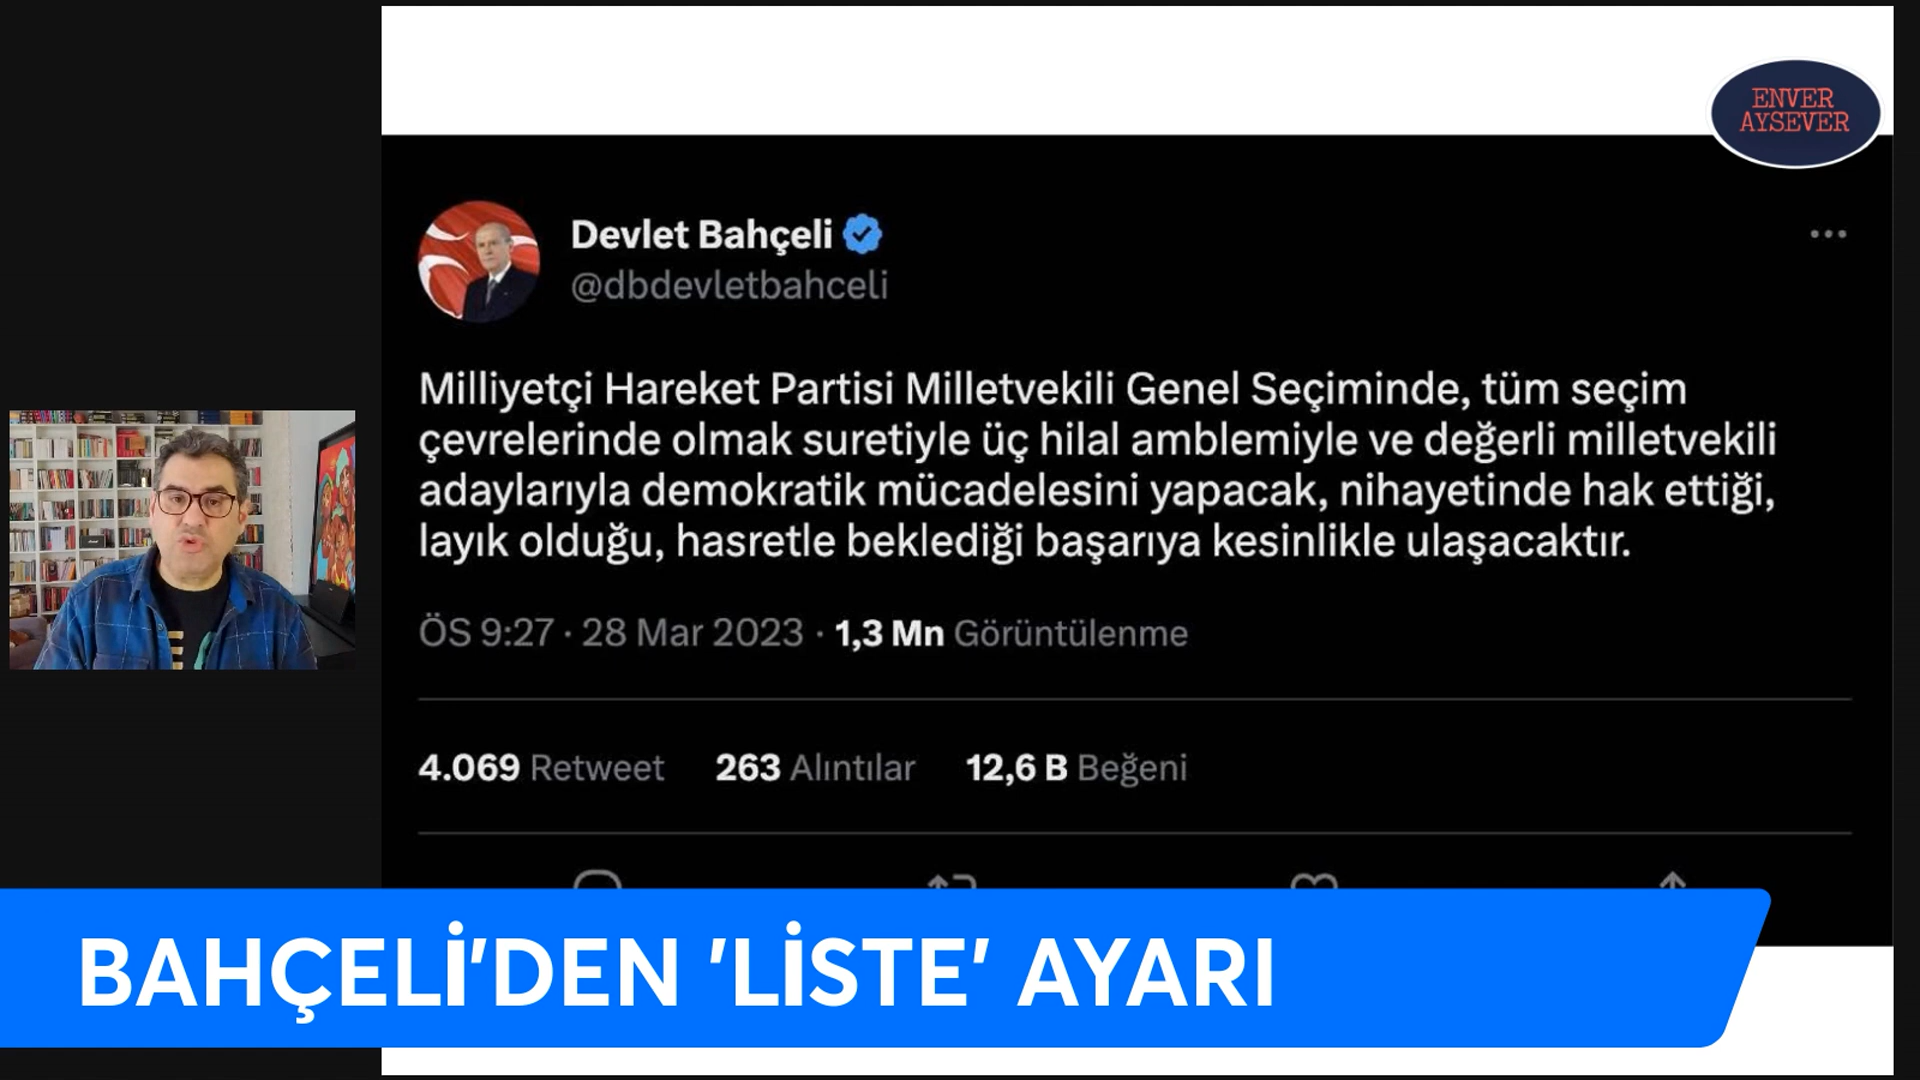 ENVER
AYSEVER
Devlet Bahçeli
@dbdevletbahceli
Milliyetçi Hareket Partisi Milletvekili Genel Seçiminde, tüm seçim
çevrelerinde olmak suretiyle üç hilal amblemiyle ve değerli milletvekili
adaylarıyla demokratik mücadelesini yapacak, nihayetinde hak ettiği,
layık olduğu, hasretle beklediği başarıya kesinlikle ulaşacaktır.
ÖS 9:27 · 28 Mar 2023 · 1,3 Mn Görüntülenme
4.069 Retweet 263 Alıntılar 12,6 B Beğeni
BAHÇELİ'DEN 'LİSTE' AYARI